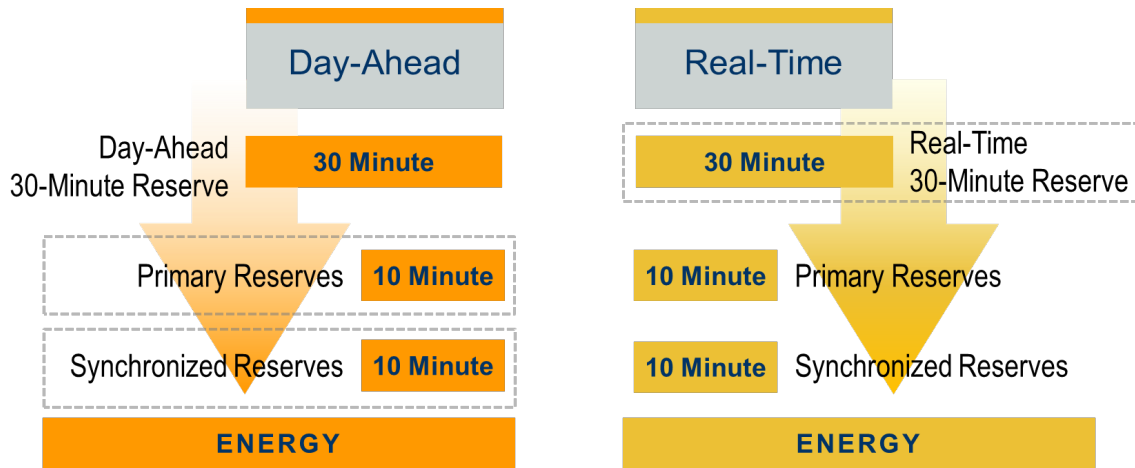 Day-Ahead
Day-Ahead
30-Minute Reserve
30 Minute
Primary Reserves
10 Minute
Synchronized Reserves
10 Minute
ENERGY
Real-Time
30 Minute
Real-Time
30-Minute Reserve
10 Minute
Primary Reserves
10 Minute
Synchronized Reserves
ENERGY